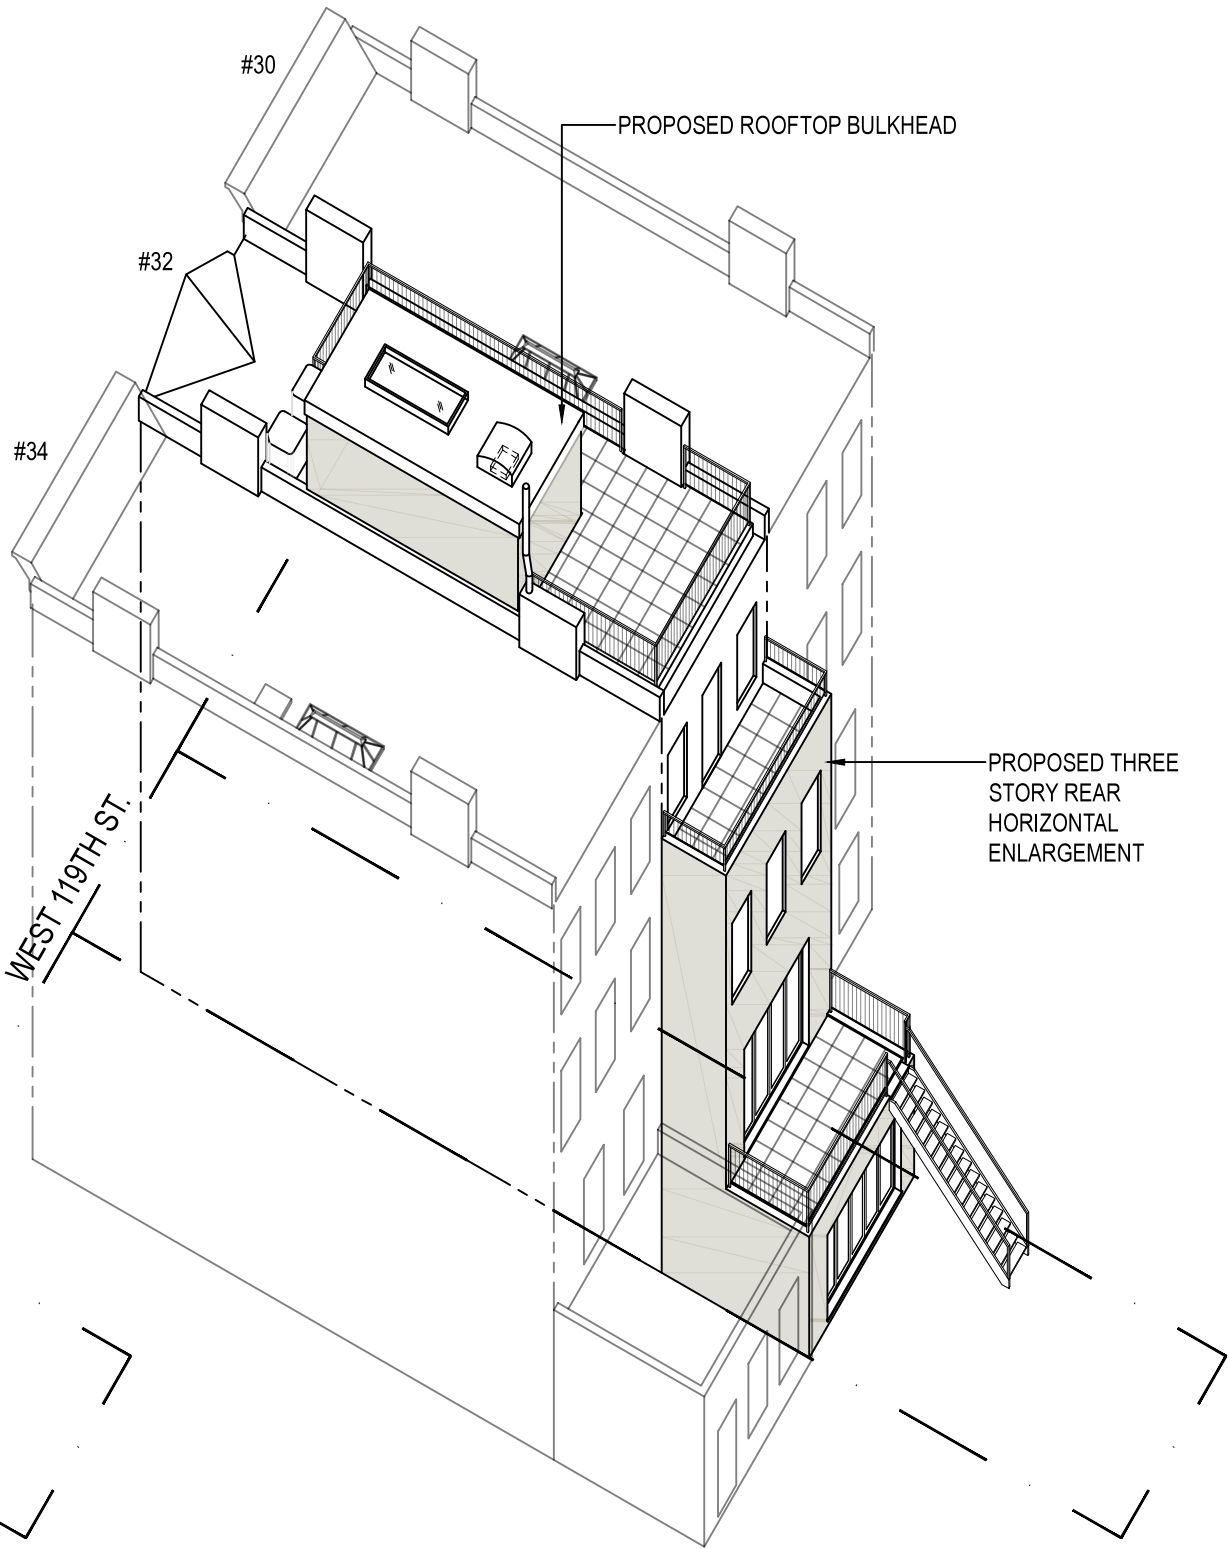 #30
PROPOSED ROOFTOP BULKHEAD
#32
#34
PROPOSED THREE
STORY REAR
HORIZONTAL
ENLARGEMENT
WEST 119TH ST.